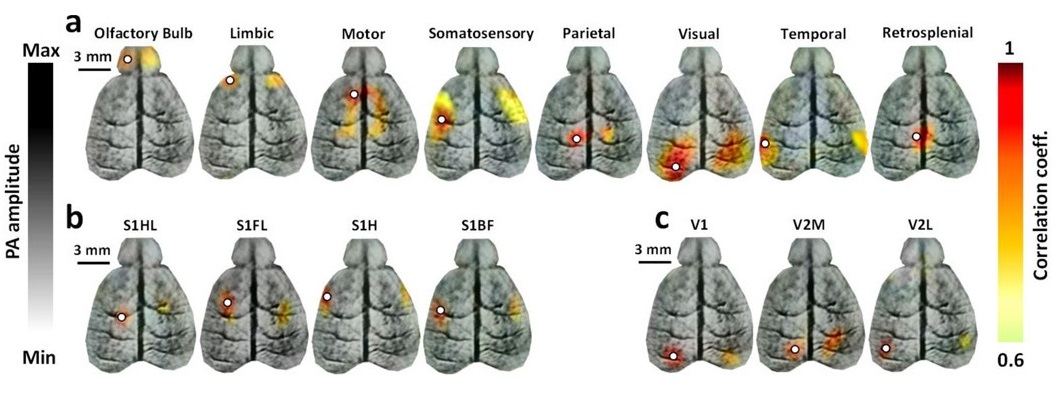 a
Olfactory Bulb Limbic Motor Somatosensory Parietal Visual Temporal Retrosplenial
Max
3 mm
1
PA amplitude
Correlation coeff.
b
S1HL S1FL S1H S1BF
3 mm
c
V1 V2M V2L
3 mm
Min
0.6